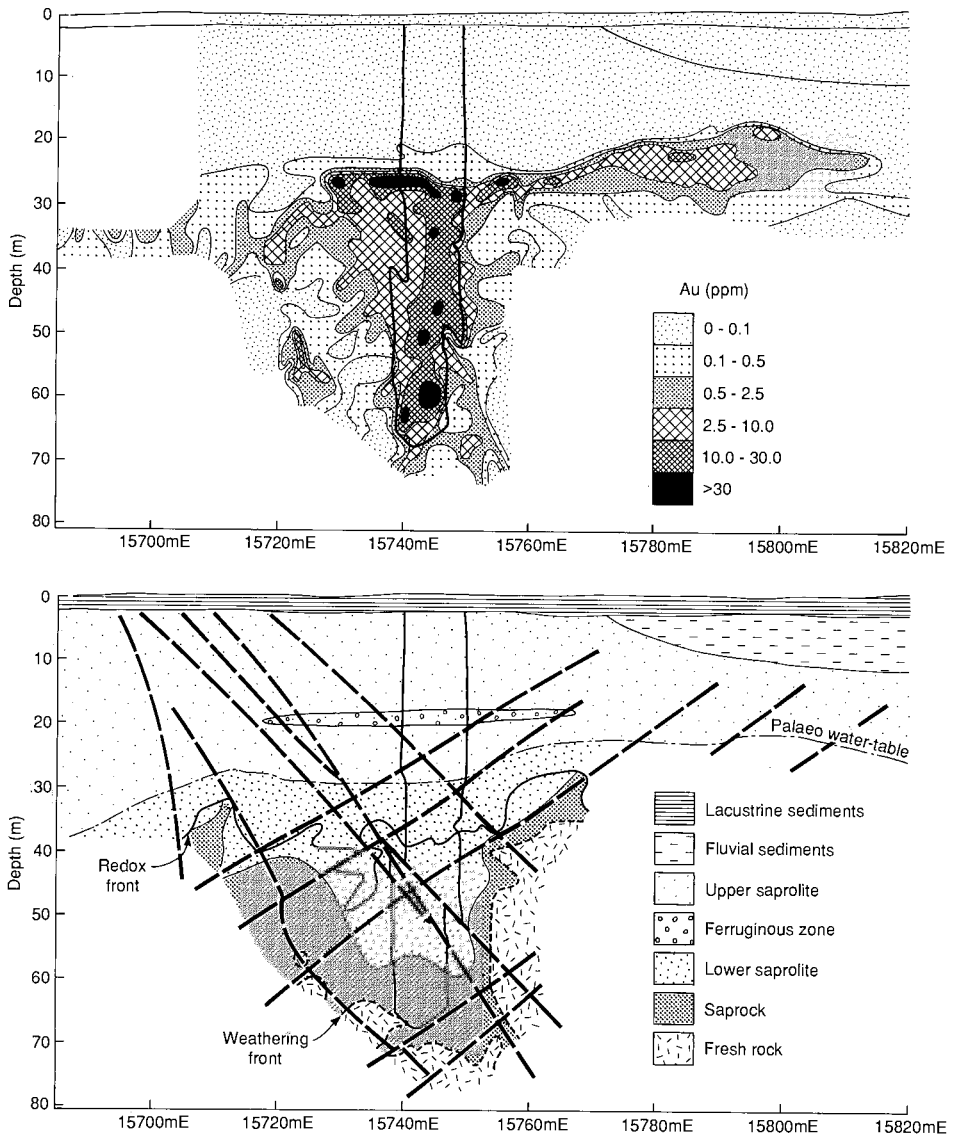 0
10
20
30
40
50
60
70
80
Depth (m)
15700mE 15720mE 15740mE 15760mE 15780mE 15800mE 15820mE
Au (ppm)
0 - 0.1
0.1 - 0.5
0.5 - 2.5
2.5 - 10.0
10.0 - 30.0
>30
0
10
20
30
40
50
60
70
80
Depth (m)
Palaeo water-table
Redox
front
Weathering
front
Lacustrine sediments
Fluvial sediments
Upper saprolite
Ferruginous zone
Lower saprolite
Saprock
Fresh rock
15700mE 15720mE 15740mE 15760mE 15780mE 15800mE 15820mE